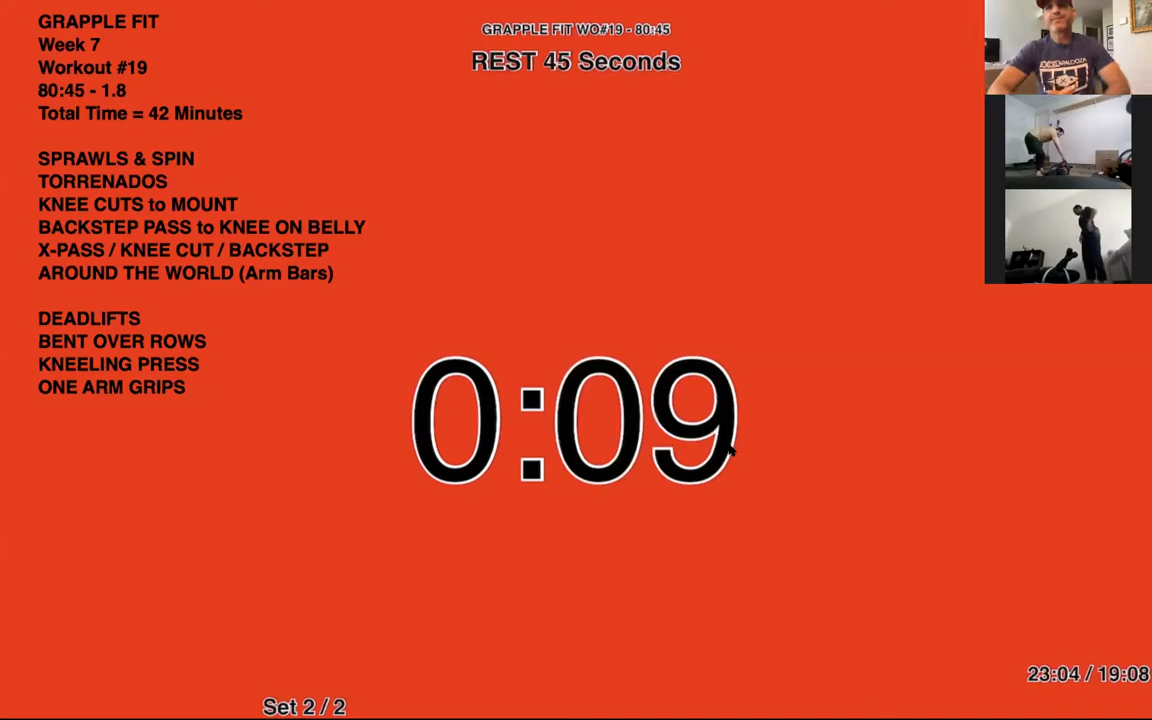 GRAPPLE FIT
Week 7
Workout #19
80:45 - 1.8
Total Time = 42 Minutes
SPRAWLS & SPIN
TORRENADOS
KNEE CUTS to MOUNT
BACKSTEP PASS to KNEE ON BELLY
X-PASS / KNEE CUT / BACKSTEP
AROUND THE WORLD (Arm Bars)
DEADLIFTS
BENT OVER ROWS
KNEELING PRESS
ONE ARM GRIPS
GRAPPLE FIT WO#19 - 80:45
REST 45 Seconds
0:09
23:04 / 19:08
Set 2 / 2